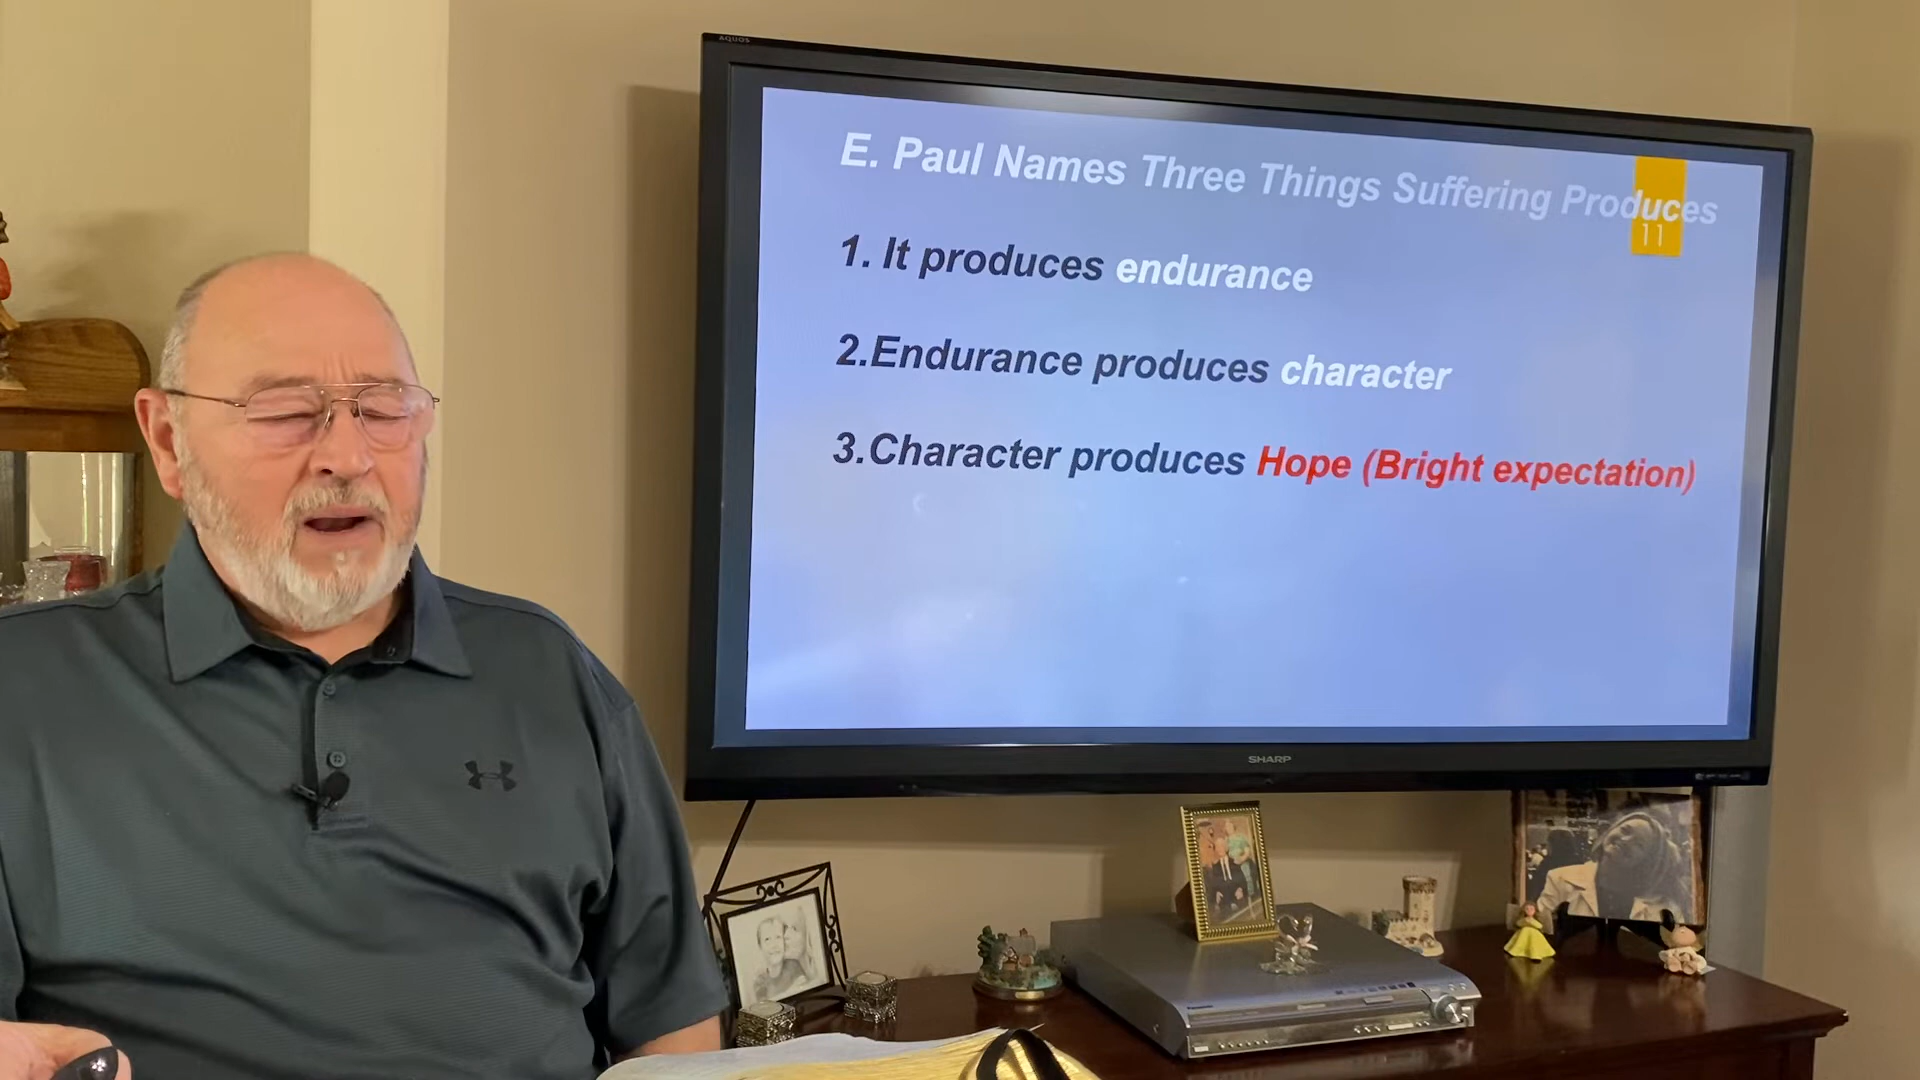 AQUOS
E. Paul Names Three Things Suffering Produces
11
1. It produces endurance
2.Endurance produces character
3.Character produces Hope (Bright expectation)
SHARP
Panasonic